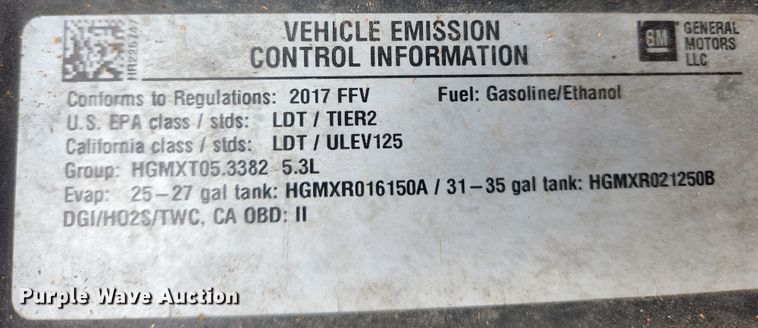 VEHICLE EMISSION
CONTROL INFORMATION
GM
GENERAL
MOTORS
LLC
HR226747
Conforms to Regulations: 2017 FFV Fuel: Gasoline/Ethanol
U.S. EPA class / stds: LDT / TIER2
California class / stds: LDT / ULEV125
Group: HGMXT05.3382 5.3L
Evap: 25-27 gal tank: HGMXR016150A / 31-35 gal tank: HGMXR021250B
DGI/HO2S/TWC, CA OBD: II
Purple Wave Auction